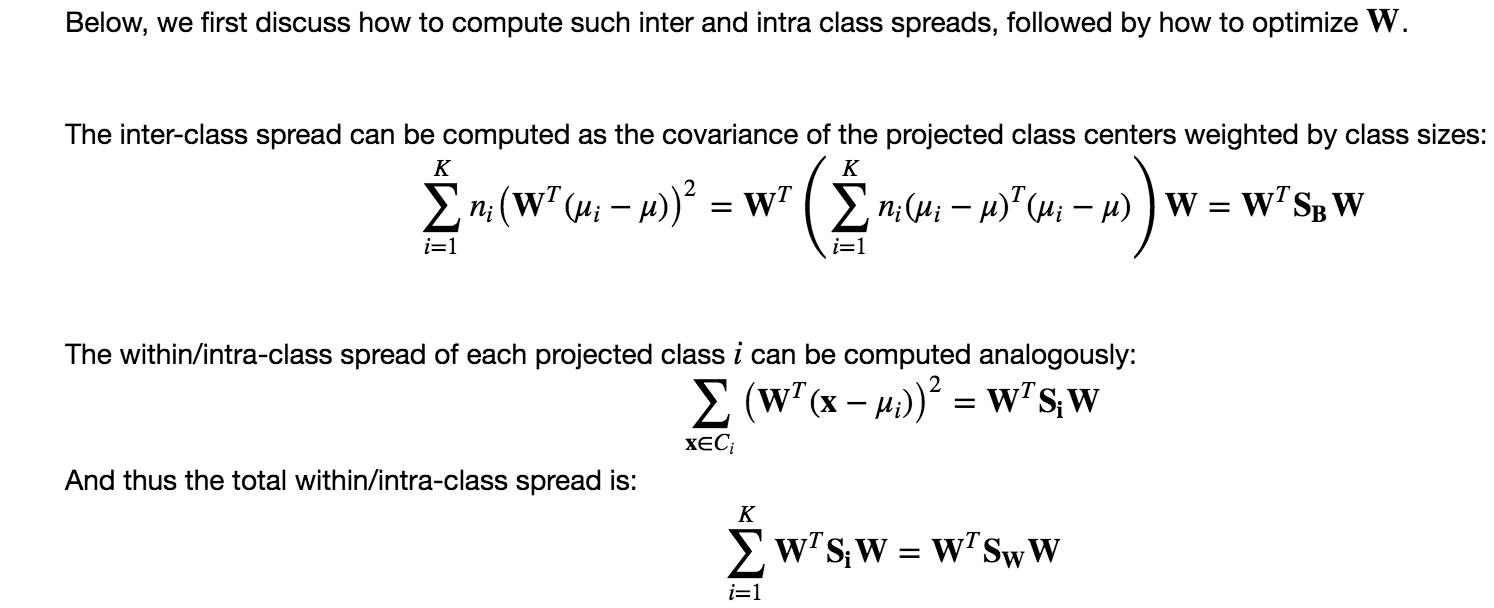 Below, we first discuss how to compute such inter and intra class spreads, followed by how to optimize W.
The inter-class spread can be computed as the covariance of the projected class centers weighted by class sizes:
$\sum_{i=1}^{K} n_i \left(\mathbf{W}^T(\mu_i - \mu)\right)^2 = \mathbf{W}^T \left( \sum_{i=1}^{K} n_i(\mu_i - \mu)^T(\mu_i - \mu) \right) \mathbf{W} = \mathbf{W}^T \mathbf{S_B} \mathbf{W}$
The within/intra-class spread of each projected class $i$ can be computed analogously:
$\sum_{\mathbf{x} \in C_i} \left(\mathbf{W}^T(\mathbf{x} - \mu_i)\right)^2 = \mathbf{W}^T \mathbf{S_i} \mathbf{W}$
And thus the total within/intra-class spread is:
$\sum_{i=1}^{K} \mathbf{W}^T \mathbf{S_i} \mathbf{W} = \mathbf{W}^T \mathbf{S_W} \mathbf{W}$